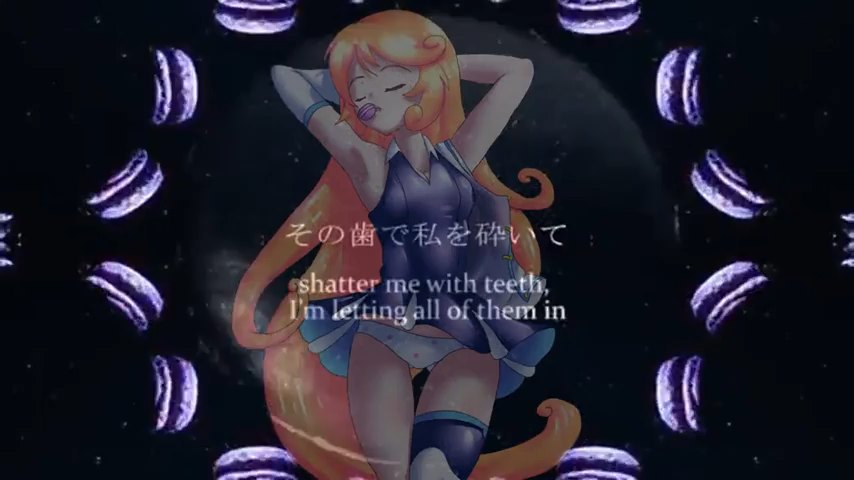 その歯で私を砕いて
shatter me with teeth,
I'm letting all of them in